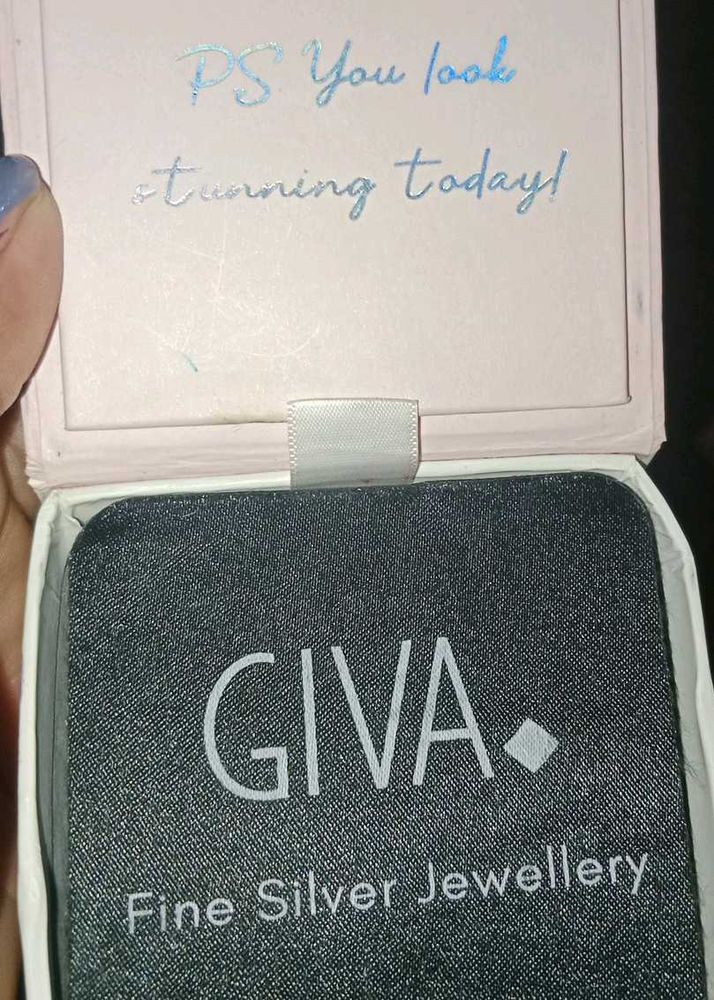 PS You look
stunning today!
GIVA
Fine Silver Jewellery